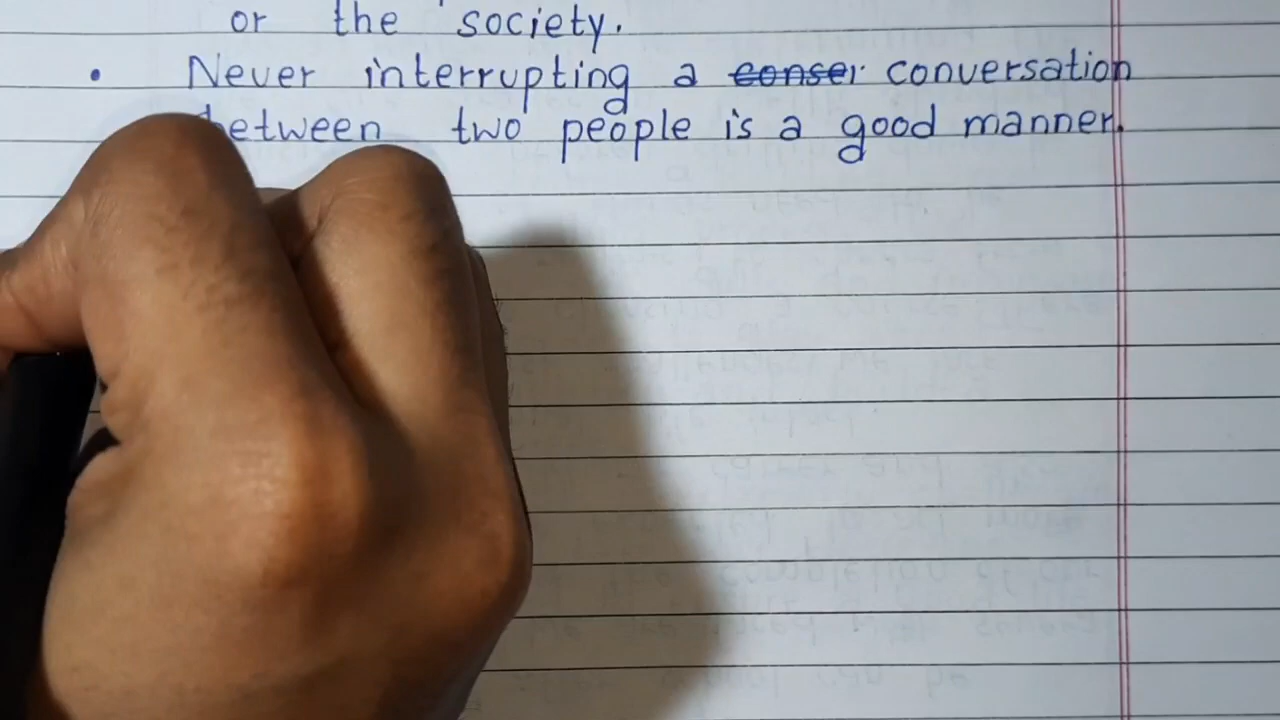 or the society.
• Never interrupting a conser conversation
between two people is a good manner.